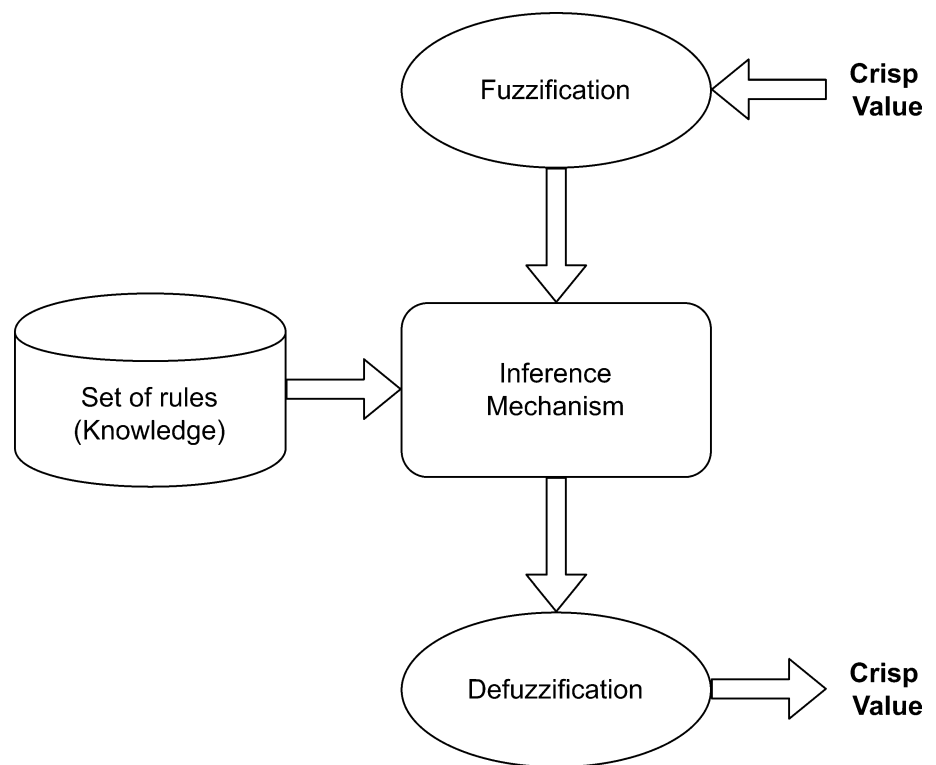 Fuzzification
Crisp
Value
Set of rules
(Knowledge)
Inference
Mechanism
Defuzzification
Crisp
Value